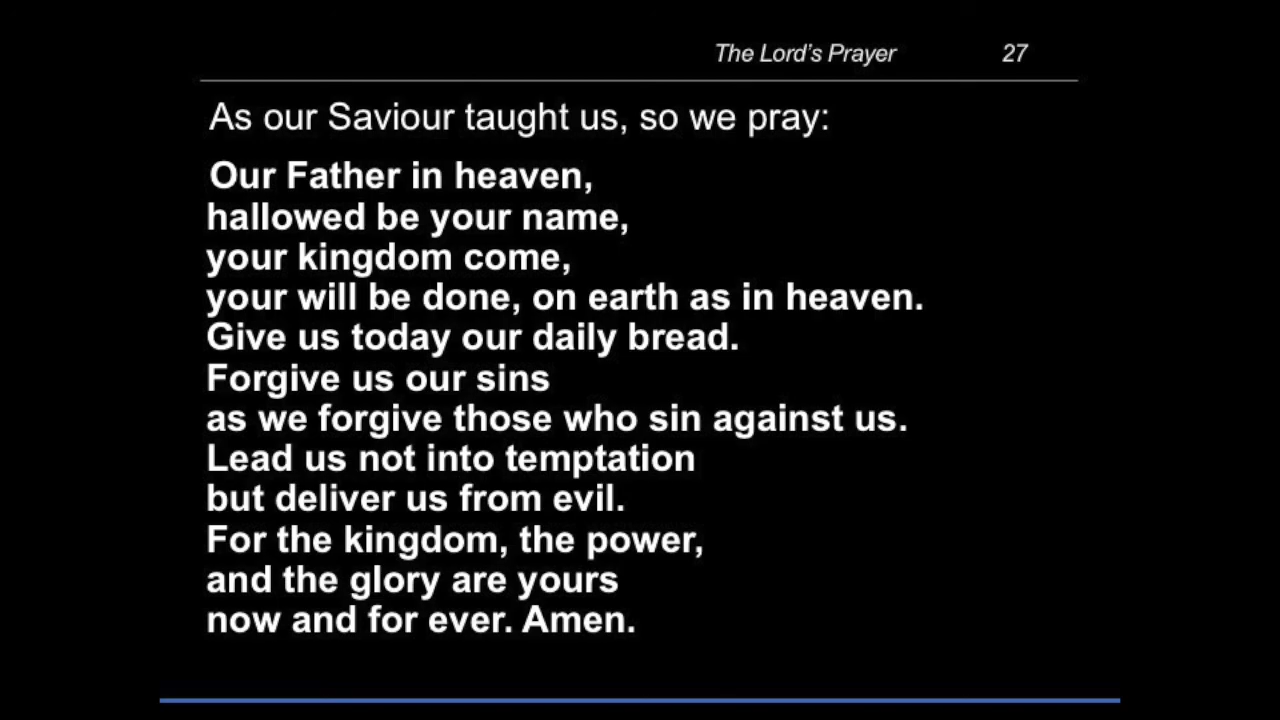 The Lord's Prayer 27
As our Saviour taught us, so we pray:
Our Father in heaven,
hallowed be your name,
your kingdom come,
your will be done, on earth as in heaven.
Give us today our daily bread.
Forgive us our sins
as we forgive those who sin against us.
Lead us not into temptation
but deliver us from evil.
For the kingdom, the power,
and the glory are yours
now and for ever. Amen.